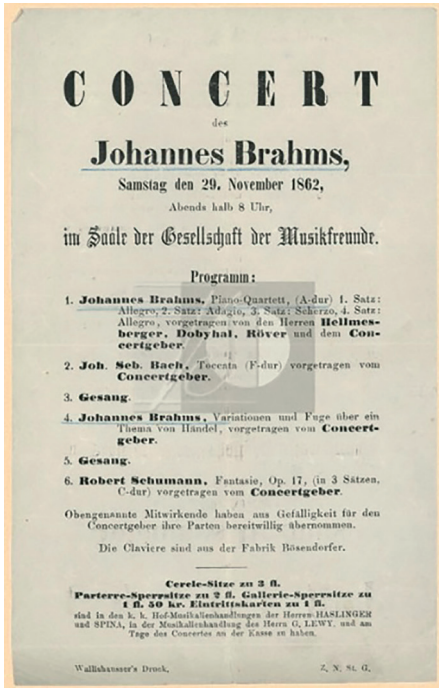 CONCERT
des
Johannes Brahms,
Samstag den 29. November 1862,
Abends halb 8 Uhr,
im Saale der Gesellschaft der Musikfreunde.
Programm:
1. Johannes Brahms, Piano-Quartett, (A-dur) 1. Satz:
Allegro, 2. Satz: Adagio, 3. Satz: Scherzo, 4. Satz:
Allegro, vorgetragen von den Herren Hellmes-
berger, Dobyhal, Röver und dem Con-
certgeber.
2. Joh. Seb. Bach, Toccata (F-dur) vorgetragen vom
Concertgeber.
3. Gesang.
4. Johannes Brahms, Variationen und Fuge über ein
Thema von Händel, vorgetragen vom Concert-
geber.
5. Gesang.
6. Robert Schumann, Fantasie, Op. 17, (in 3 Sätzen,
C-dur) vorgetragen vom Concertgeber.
Obengenannte Mitwirkende haben aus Gefälligkeit für den
Concertgeber ihre Parten bereitwillig übernommen.
Die Claviere sind aus der Fabrik Bösendorfer.
Cercle-Sitze zu 3 fl.
Parterre-Sperrsitze zu 2 fl. Gallerie-Sperrsitze zu
1 fl. 50 kr. Eintrittskarten zu 1 fl.
sind in den k. k. Hof-Musikalienhandlungen der Herren HASLINGER
und SPINA, in der Musikalienhandlung des Herrn G. LEWY, und am
Tage des Concertes an der Kasse zu haben.
Wallishausser's Druck. Z. N. St. G.